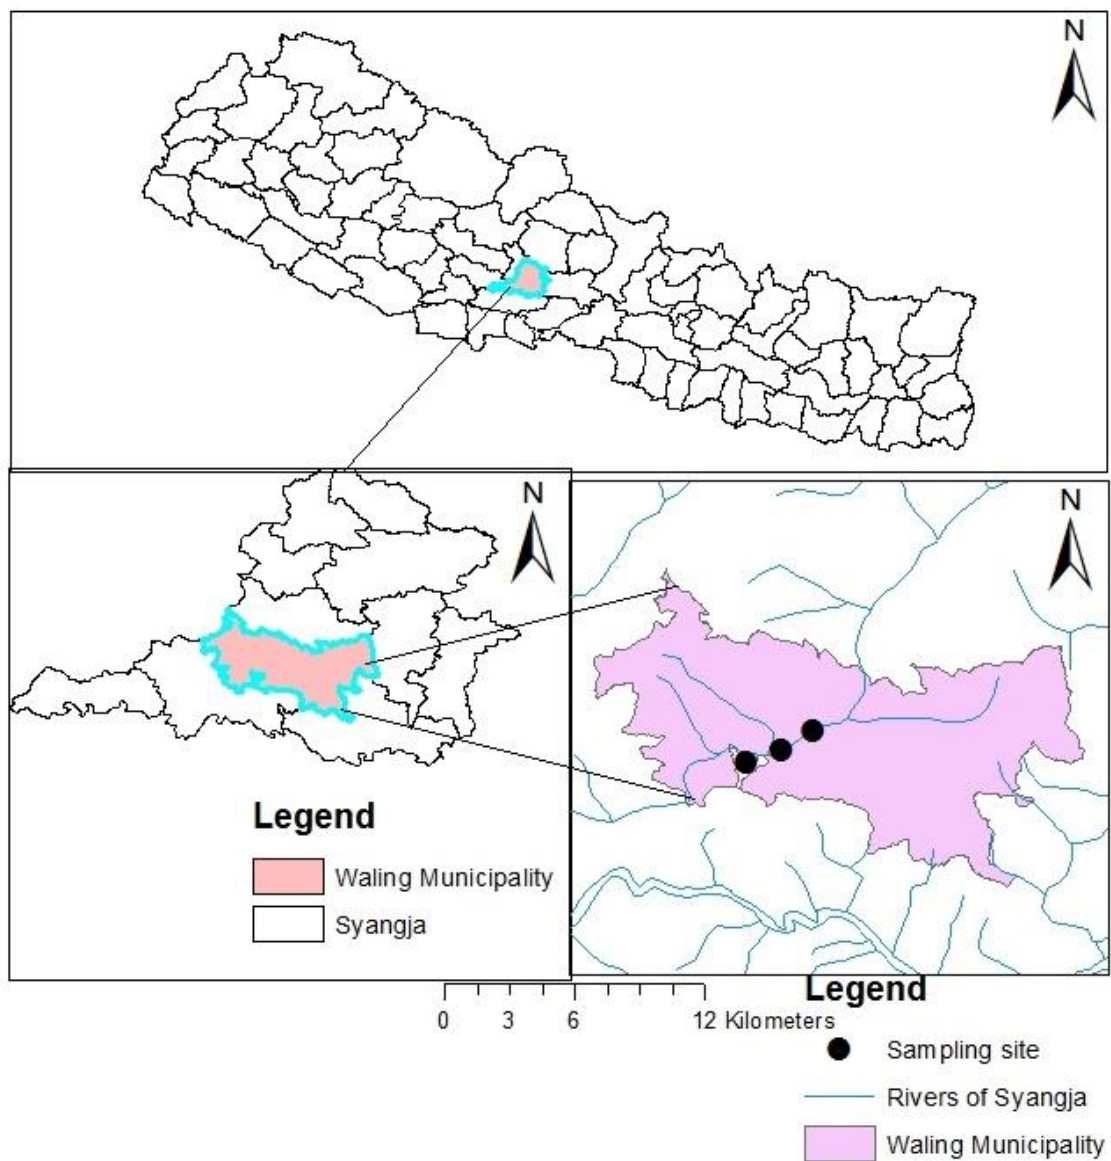 N
N
N
Legend
Waling Municipality
Syangja
0 3 6 12 Kilometers
Legend
Sampling site
Rivers of Syangja
Waling Municipality